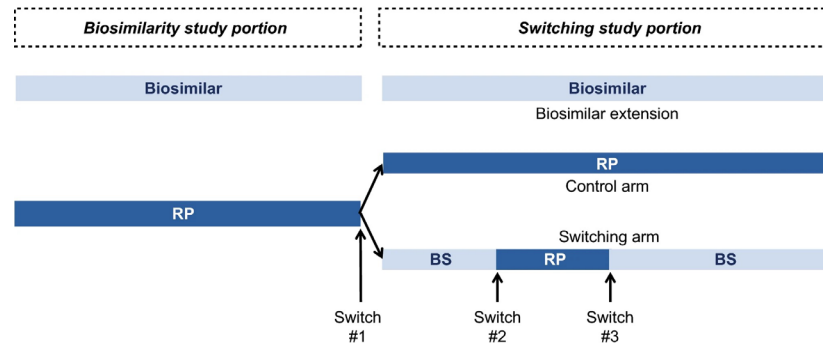 Biosimilarity study portion
Switching study portion
Biosimilar
Biosimilar
Biosimilar extension
RP
Control arm
RP
Switching arm
BS
RP
BS
Switch
#1
Switch
#2
Switch
#3